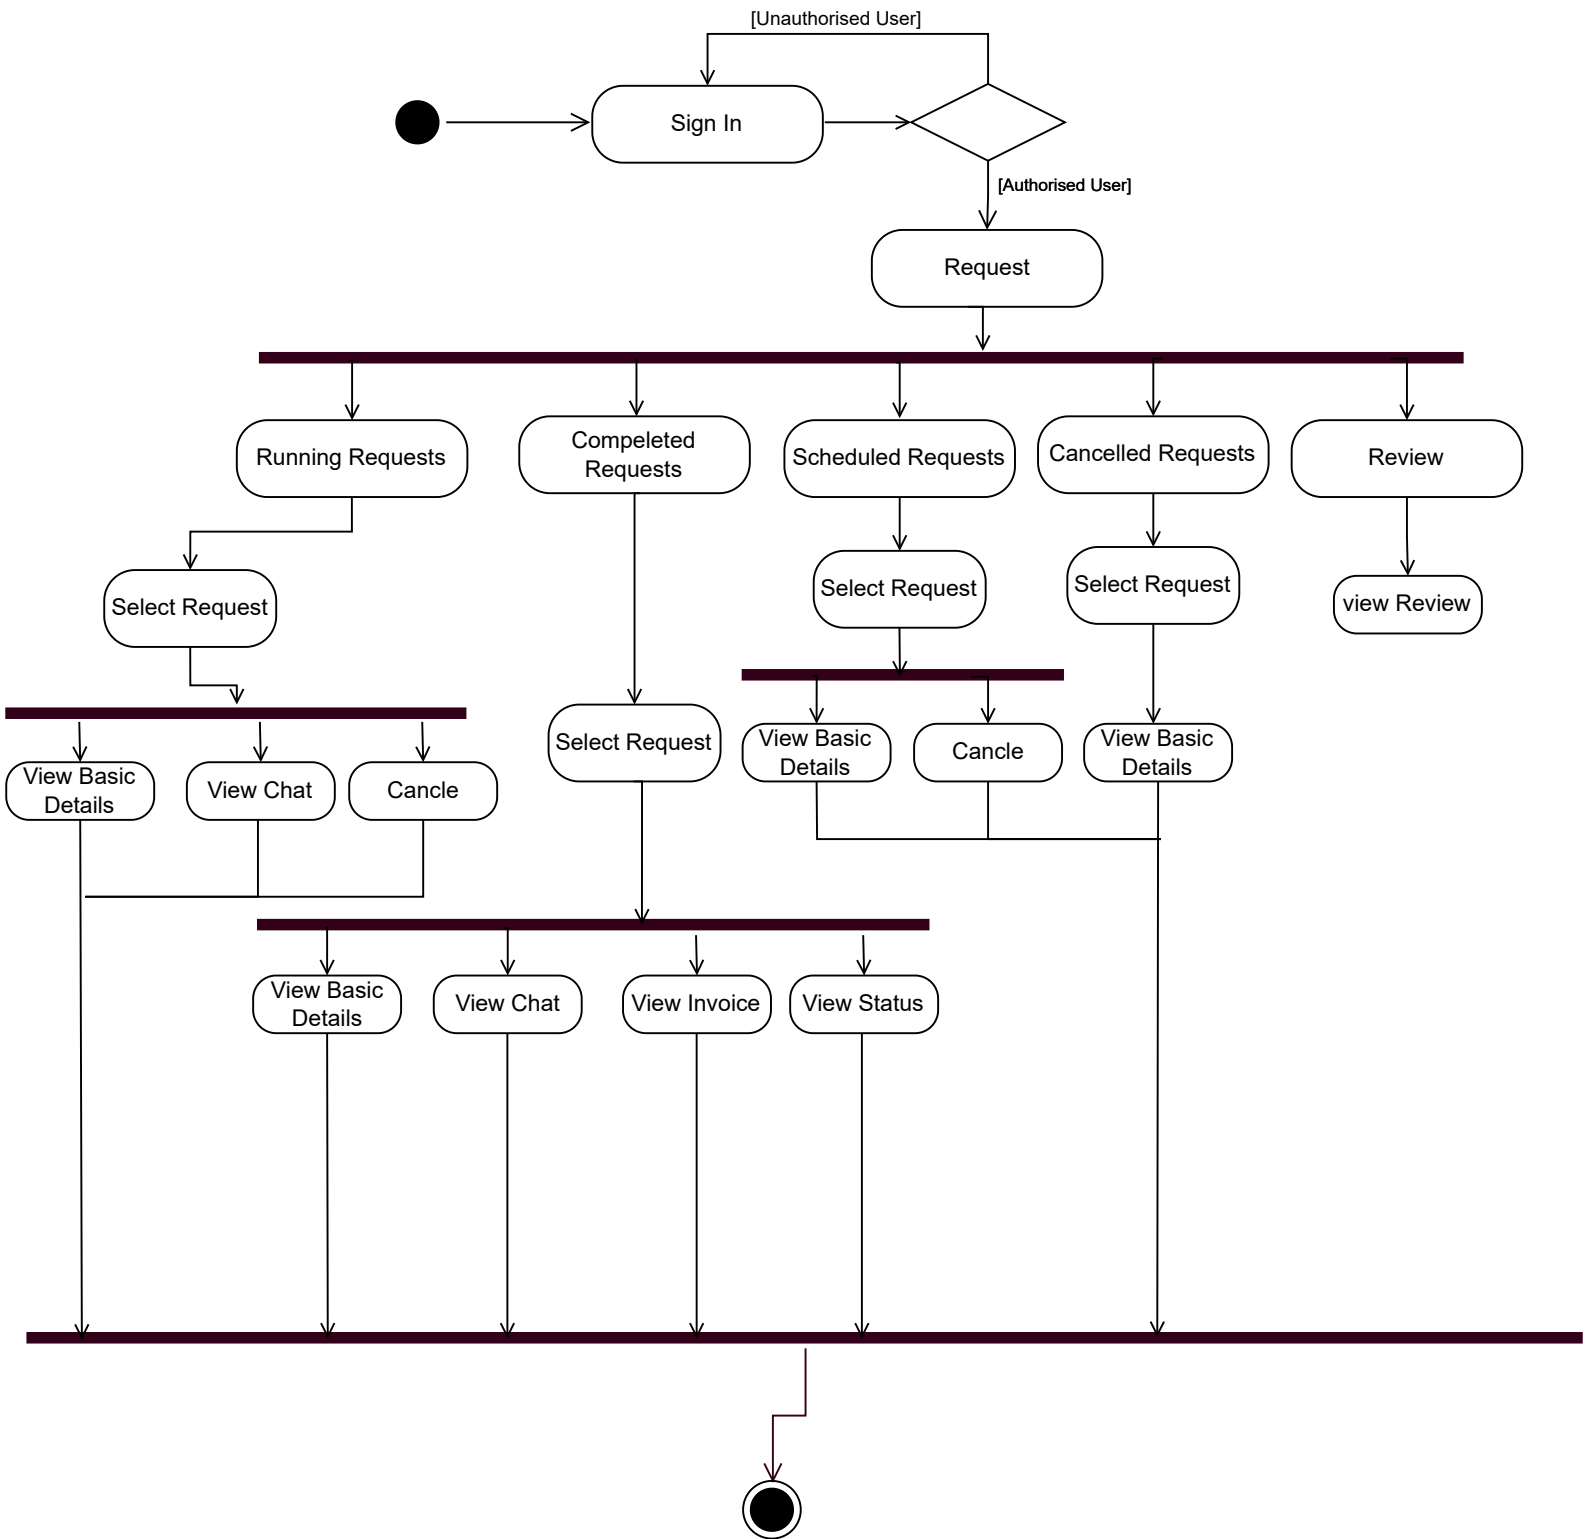 [Unauthorised User]
Sign In
[Authorised User]
Request
Running Requests
Compeleted
Requests
Scheduled Requests
Cancelled Requests
Review
Select Request
Select Request
Select Request
view Review
Select Request
View Basic
Details
View Chat
Cancle
View Basic
Details
Cancle
View Basic
Details
View Basic
Details
View Chat
View Invoice
View Status